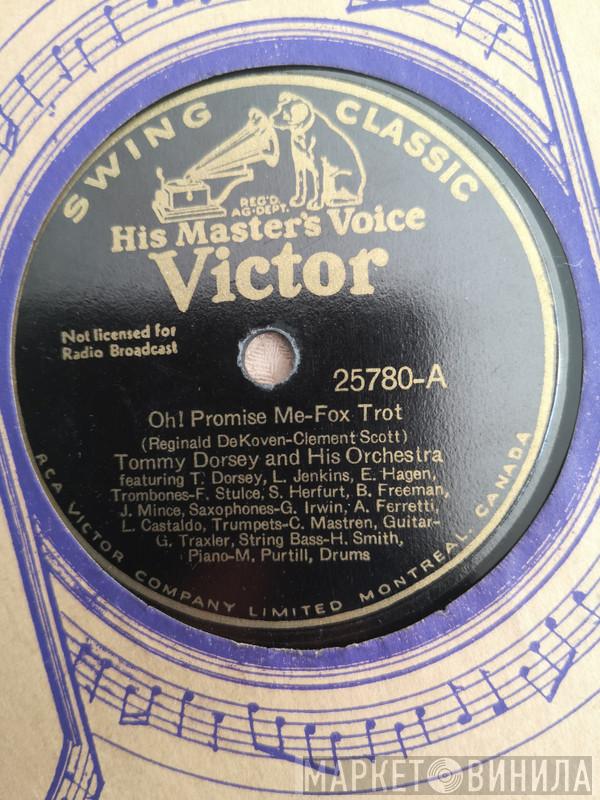 SWING CLASSIC
REG'D.
AG·DEPT.
His Master's Voice
Victor
Not licensed for
Radio Broadcast
25780-A
Oh! Promise Me-Fox Trot
(Reginald DeKoven-Clement Scott)
Tommy Dorsey and His Orchestra
featuring T. Dorsey, L. Jenkins, E. Hagen,
Trombones-F. Stulce, S. Herfurt, B. Freeman,
J. Mince, Saxophones-G. Irwin, A. Ferretti,
L. Castaldo, Trumpets-C. Mastren, Guitar-
G. Traxler, String Bass-H. Smith,
Piano-M. Purtill, Drums
RCA VICTOR COMPANY LIMITED MONTREAL, CANADA
МАРКЕТ ВИНИЛА